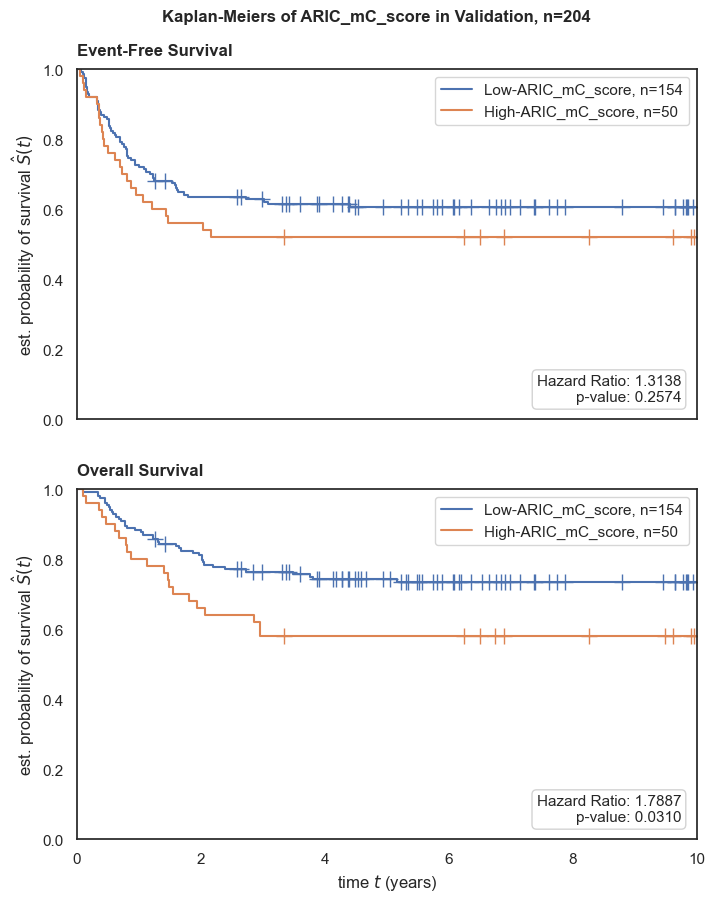 Kaplan-Meiers of ARIC_mC_score in Validation, n=204
Event-Free Survival
1.0
0.8
0.6
0.4
0.2
0.0
est. probability of survival Ŝ(t)
Low-ARIC_mC_score, n=154
High-ARIC_mC_score, n=50
Hazard Ratio: 1.3138
p-value: 0.2574
Overall Survival
1.0
0.8
0.6
0.4
0.2
0.0
est. probability of survival Ŝ(t)
Low-ARIC_mC_score, n=154
High-ARIC_mC_score, n=50
Hazard Ratio: 1.7887
p-value: 0.0310
0 2 4 6 8 10
time t (years)